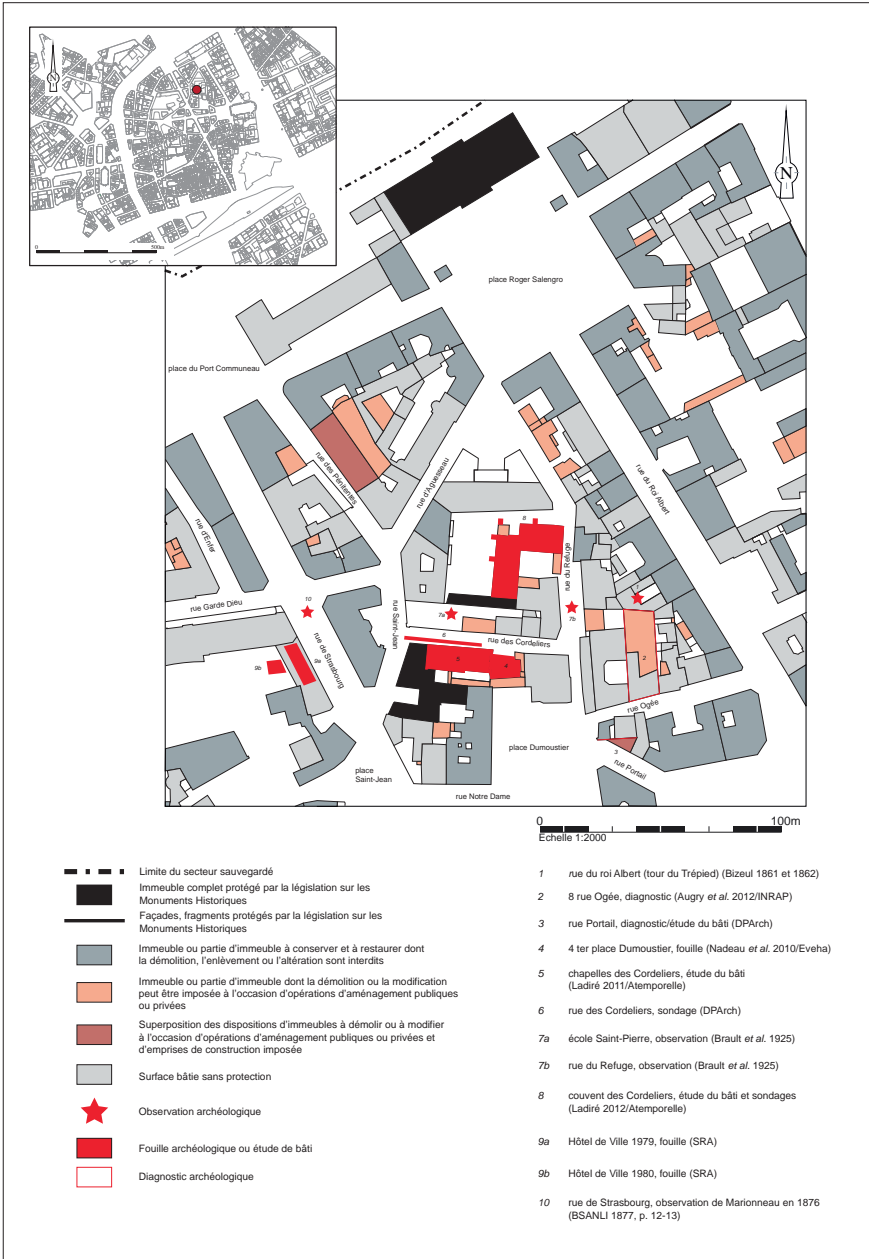 N
0
500m
N
place Roger Salengro
place du Port Communeau
rue des Pénitentes
rue d'Aguesseau
rue du Roi Albert
rue d'Enfer
8
rue du Refuge
10
1
7a
7b
rue Garde Dieu
rue Saint-Jean
rue des Cordeliers
6
rue de Strasbourg
9a
9b
5
4
2
rue Ogée
place Dumoustier
3
rue Portail
place
Saint-Jean
rue Notre Dame
0
100m
Echelle 1:2000
Limite du secteur sauvegardé
Immeuble complet protégé par la législation sur les
Monuments Historiques
Façades, fragments protégés par la législation sur les
Monuments Historiques
Immeuble ou partie d'immeuble à conserver et à restaurer dont
la démolition, l'enlèvement ou l'altération sont interdits
Immeuble ou partie d'immeuble dont la démolition ou la modification
peut être imposée à l'occasion d'opérations d'aménagement publiques
ou privées
Superposition des dispositions d'immeubles à démolir ou à modifier
à l'occasion d'opérations d'aménagement publiques ou privées et
d'emprises de construction imposée
Surface bâtie sans protection
Observation archéologique
Fouille archéologique ou étude de bâti
Diagnostic archéologique
1 rue du roi Albert (tour du Trépied) (Bizeul 1861 et 1862)
2 8 rue Ogée, diagnostic (Augry et al. 2012/INRAP)
3 rue Portail, diagnostic/étude du bâti (DPArch)
4 4 ter place Dumoustier, fouille (Nadeau et al. 2010/Eveha)
5 chapelles des Cordeliers, étude du bâti
(Ladiré 2011/Atemporelle)
6 rue des Cordeliers, sondage (DPArch)
7a école Saint-Pierre, observation (Brault et al. 1925)
7b rue du Refuge, observation (Brault et al. 1925)
8 couvent des Cordeliers, étude du bâti et sondages
(Ladiré 2012/Atemporelle)
9a Hôtel de Ville 1979, fouille (SRA)
9b Hôtel de Ville 1980, fouille (SRA)
10 rue de Strasbourg, observation de Marionneau en 1876
(BSANLI 1877, p. 12-13)